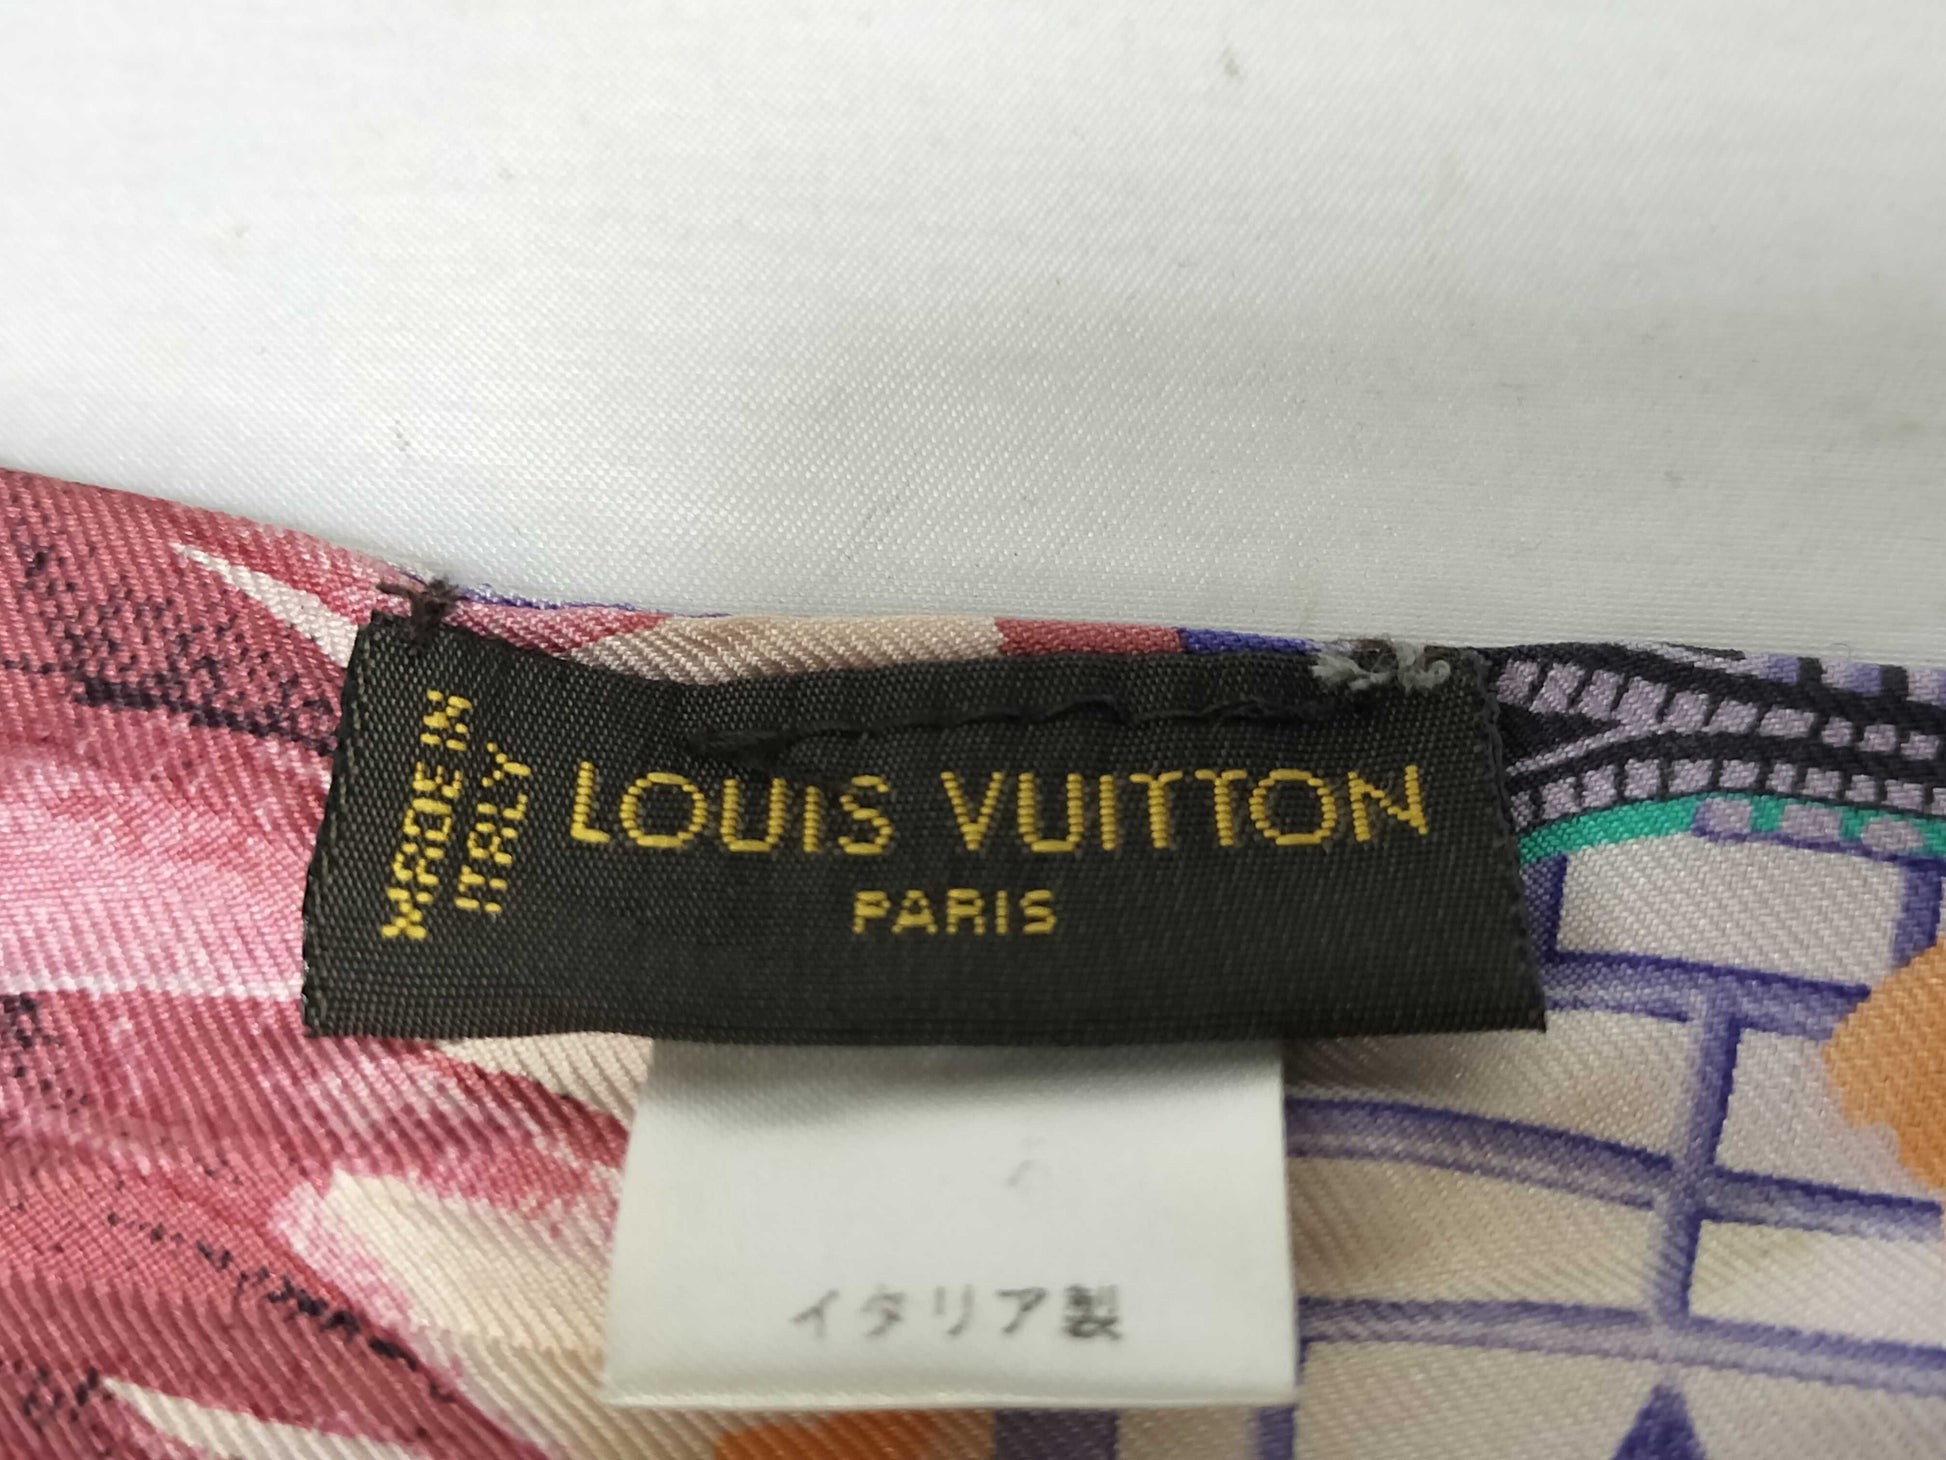 MADE IN
ITALY
LOUIS VUITTON
PARIS
イタリア製